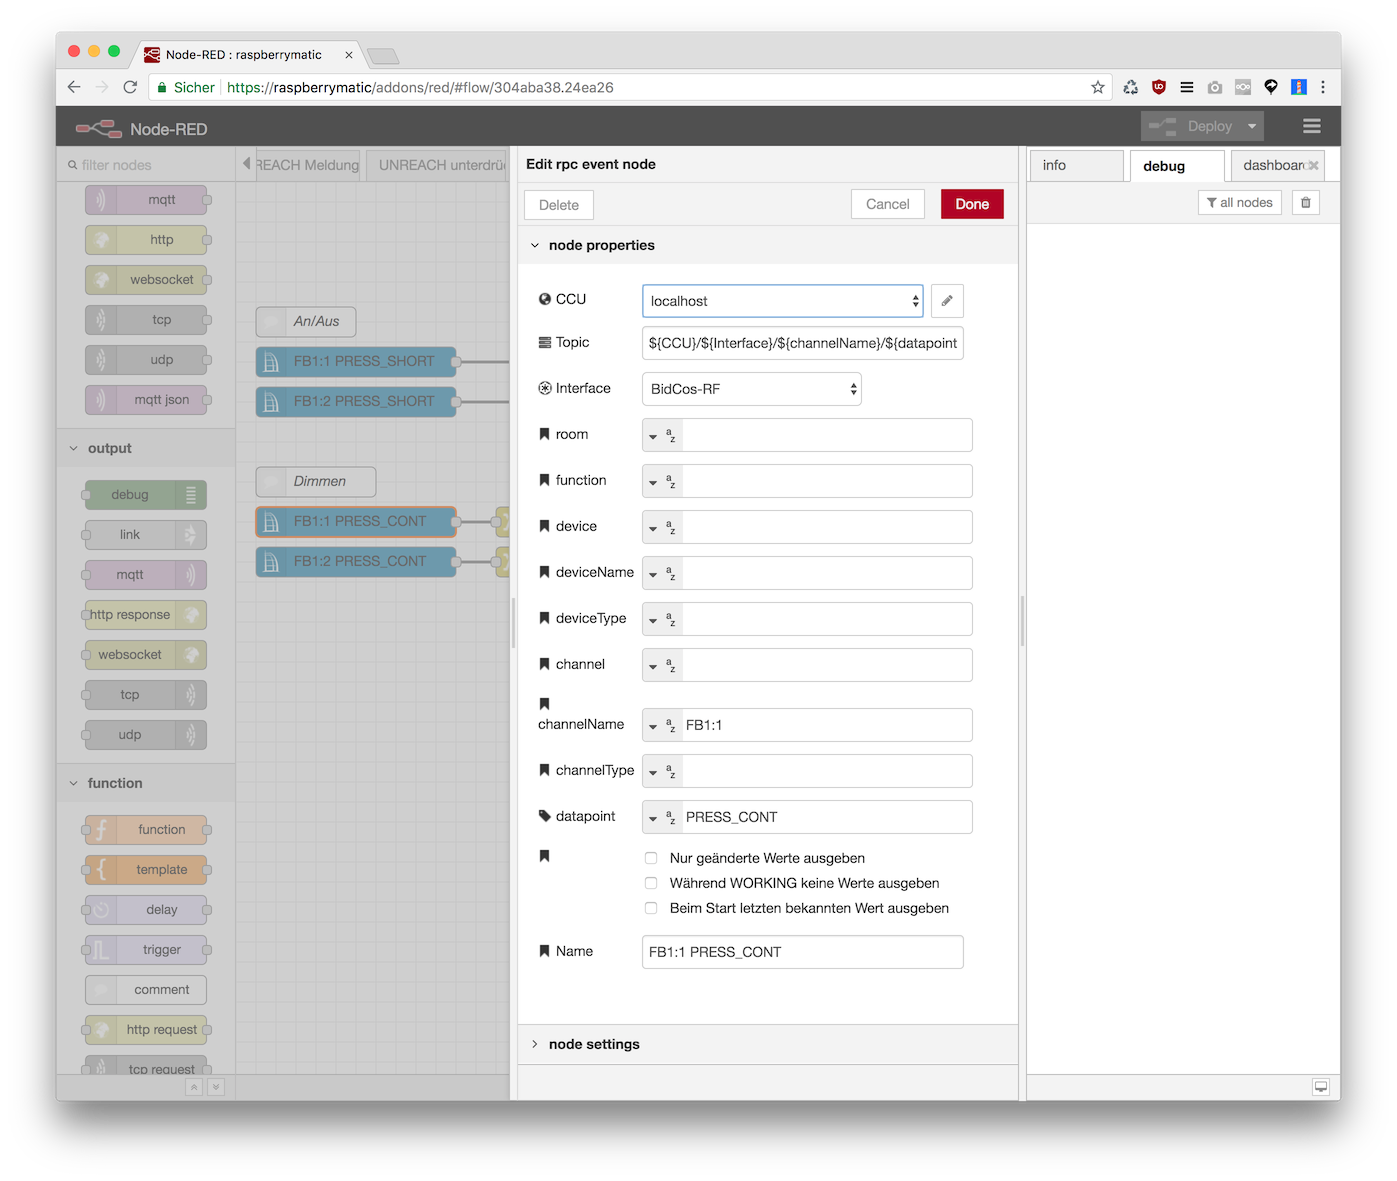 Node-RED : raspberrymatic
Sicher https://raspberrymatic/addons/red/#flow/304aba38.24ea26
Node-RED
Deploy
filter nodes
mqtt
http
websocket
tcp
udp
mqtt json
output
debug
link
mqtt
http response
websocket
tcp
udp
function
function
template
delay
trigger
comment
http request
tcp request
REACH Meldung
UNREACH unterdrü
An/Aus
FB1:1 PRESS_SHORT
FB1:2 PRESS_SHORT
Dimmen
FB1:1 PRESS_CONT
FB1:2 PRESS_CONT
Edit rpc event node
Delete
Cancel
Done
node properties
CCU localhost
Topic ${CCU}/${Interface}/${channelName}/${datapoint
Interface BidCos-RF
room
function
device
deviceName
deviceType
channel
channelName FB1:1
channelType
datapoint PRESS_CONT
Nur geänderte Werte ausgeben
Während WORKING keine Werte ausgeben
Beim Start letzten bekannten Wert ausgeben
Name FB1:1 PRESS_CONT
node settings
info
debug
dashboar
all nodes